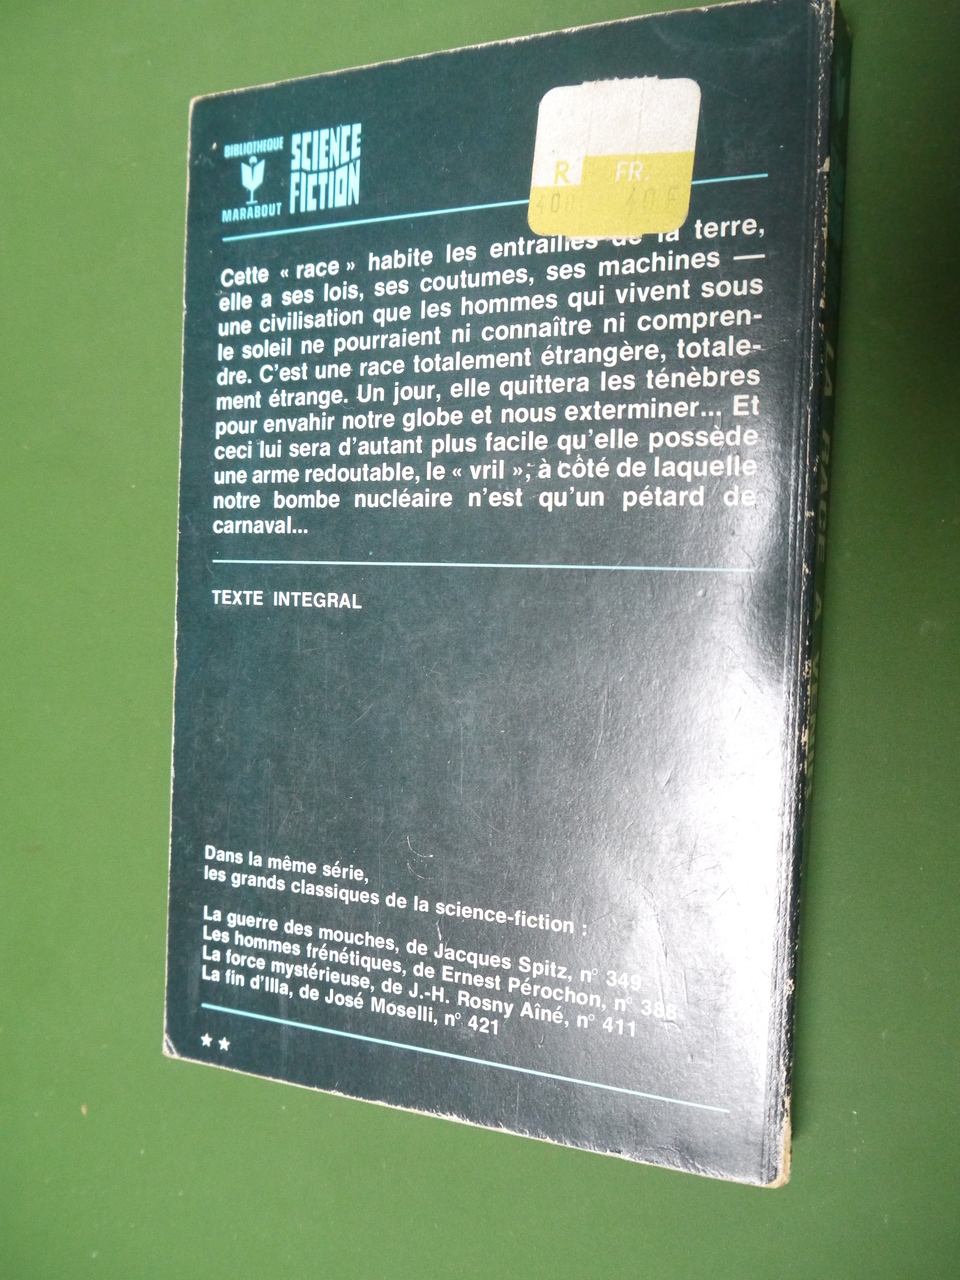 BIBLIOTHEQUE
MARABOUT
SCIENCE
FICTION
R FR.
400 40 F
Cette « race » habite les entrailles de la terre,
elle a ses lois, ses coutumes, ses machines —
une civilisation que les hommes qui vivent sous
le soleil ne pourraient ni connaître ni compren-
dre. C'est une race totalement étrangère, totale-
ment étrange. Un jour, elle quittera les ténèbres
pour envahir notre globe et nous exterminer... Et
ceci lui sera d'autant plus facile qu'elle possède
une arme redoutable, le « vril », à côté de laquelle
notre bombe nucléaire n'est qu'un pétard de
carnaval...
TEXTE INTEGRAL
Dans la même série,
les grands classiques de la science-fiction :
La guerre des mouches, de Jacques Spitz, n° 349
Les hommes frénétiques, de Ernest Pérochon, n° 388
La force mystérieuse, de J.-H. Rosny Aîné, n° 411
La fin d'Illa, de José Moselli, n° 421
LA RACE A